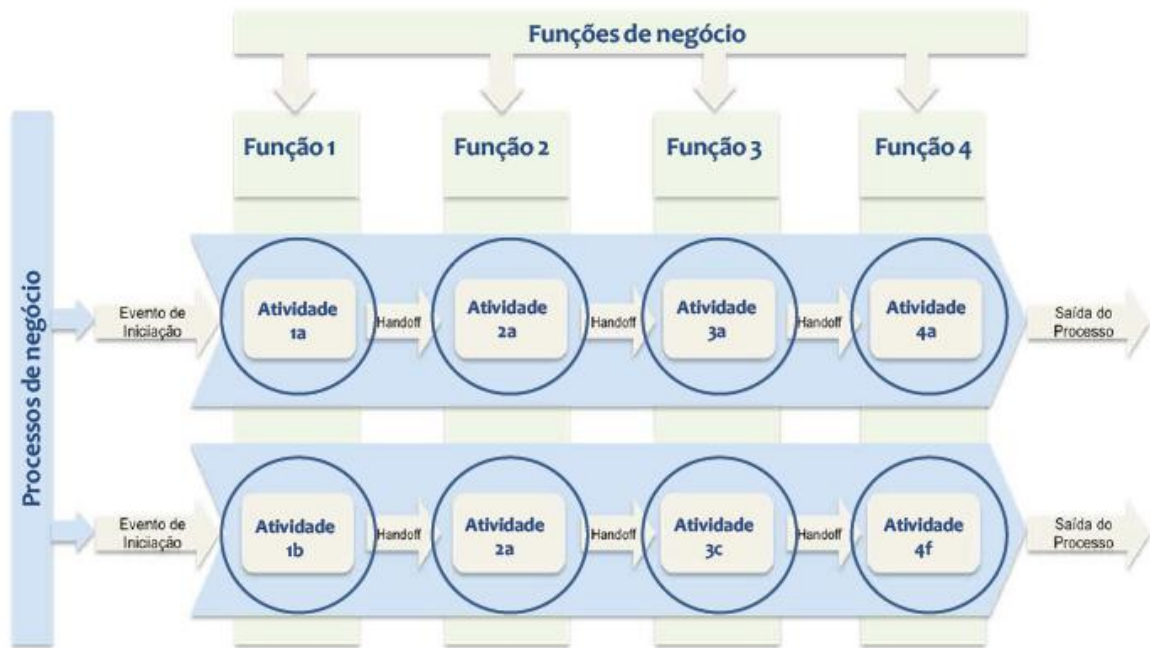 Funções de negócio
Função 1
Função 2
Função 3
Função 4
Processos de negócio
Evento de
Iniciação
Atividade
1a
Handoff
Atividade
2a
Handoff
Atividade
3a
Handoff
Atividade
4a
Saída do
Processo
Evento de
Iniciação
Atividade
1b
Handoff
Atividade
2a
Handoff
Atividade
3c
Handoff
Atividade
4f
Saída do
Processo